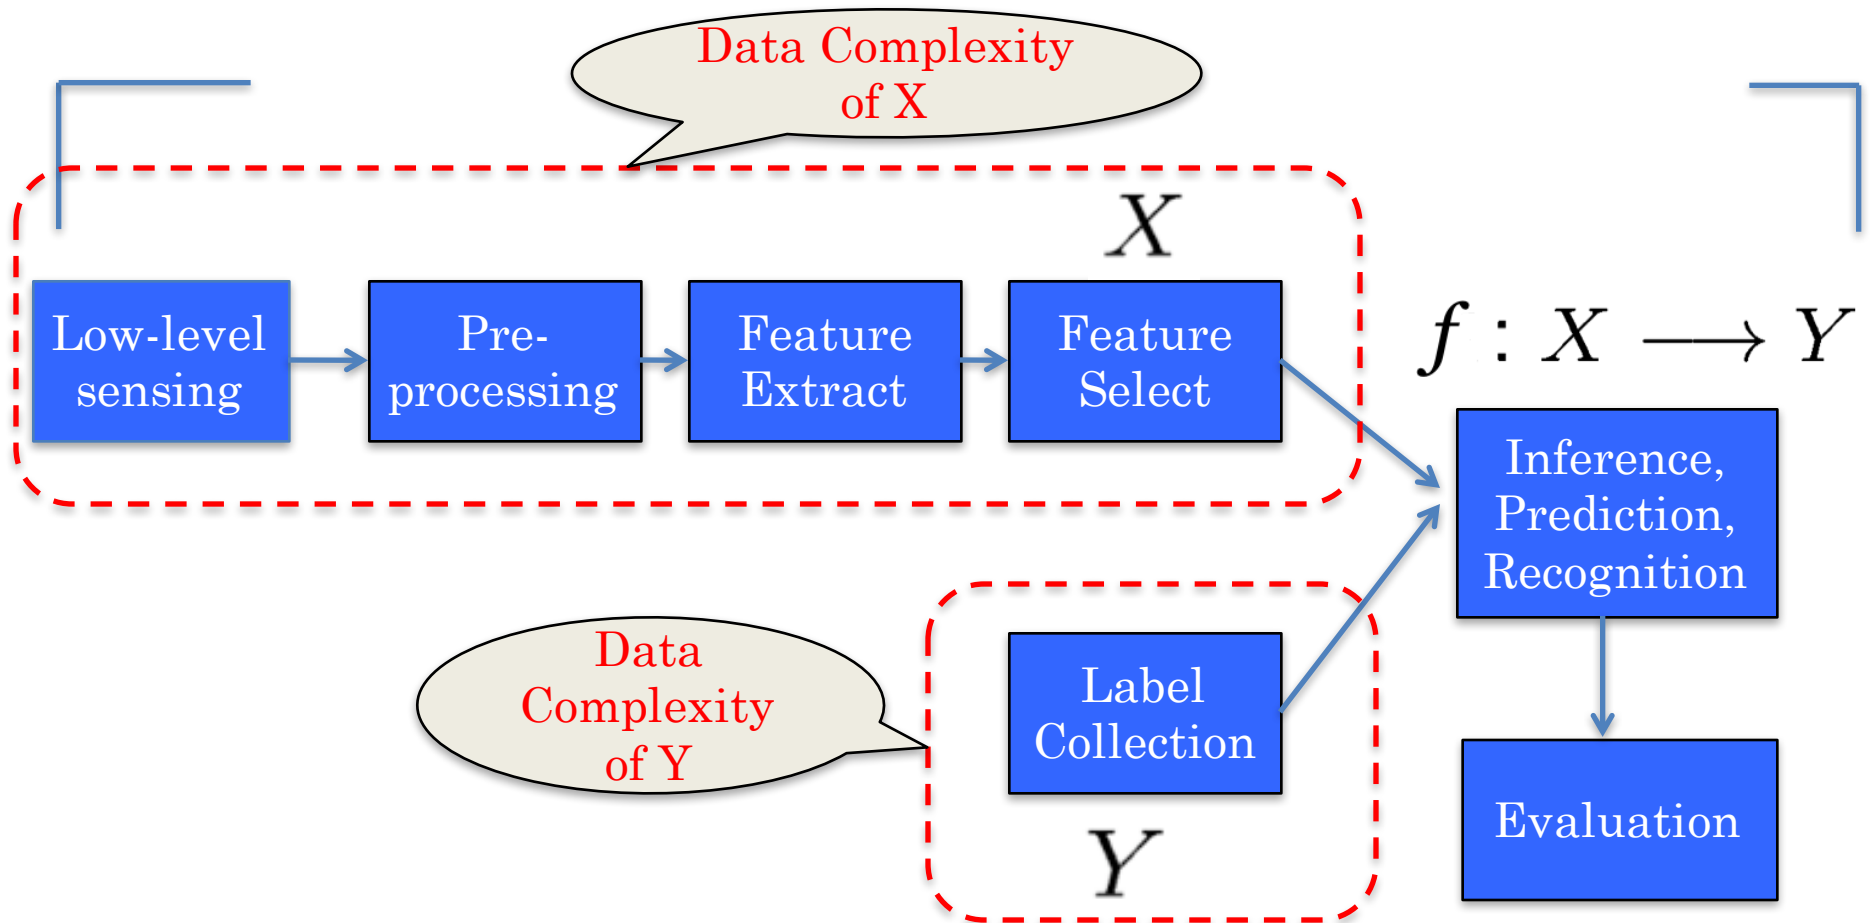 Data Complexity
of X
X
Low-level
sensing
Pre-
processing
Feature
Extract
Feature
Select
f : X ⟶ Y
Inference,
Prediction,
Recognition
Data
Complexity
of Y
Label
Collection
Y
Evaluation